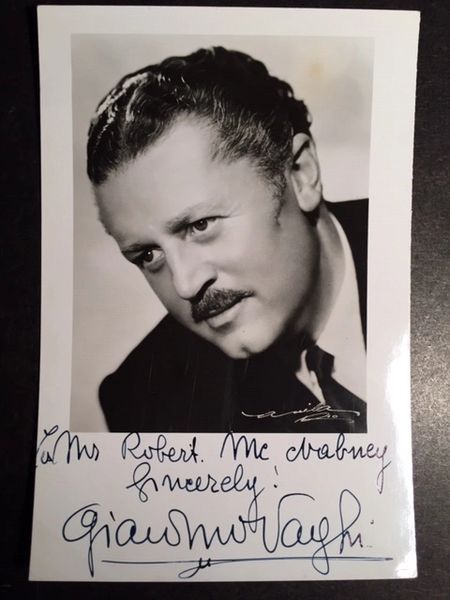 To Mr Robert. Mc Nabney
Sincerely!
Giacomo Vaghi